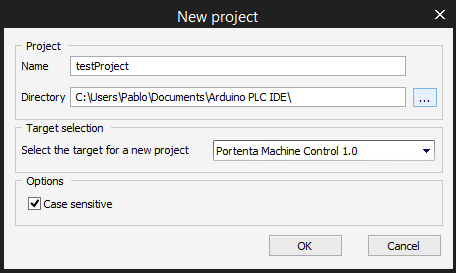 New project
Project
Name testProject
Directory C:\Users\Pablo\Documents\Arduino PLC IDE\ ...
Target selection
Select the target for a new project Portenta Machine Control 1.0
Options
Case sensitive
OK Cancel